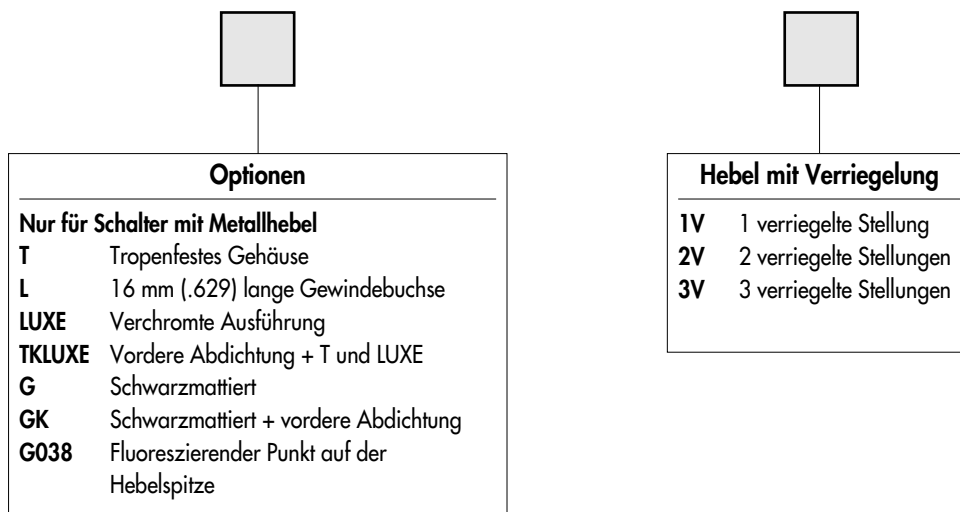 Optionen
Nur für Schalter mit Metallhebel
T Tropenfestes Gehäuse
L 16 mm (.629) lange Gewindebuchse
LUXE Verchromte Ausführung
TKLUXE Vordere Abdichtung + T und LUXE
G Schwarzmattiert
GK Schwarzmattiert + vordere Abdichtung
G038 Fluoreszierender Punkt auf der
Hebelspitze
Hebel mit Verriegelung
1V 1 verriegelte Stellung
2V 2 verriegelte Stellungen
3V 3 verriegelte Stellungen